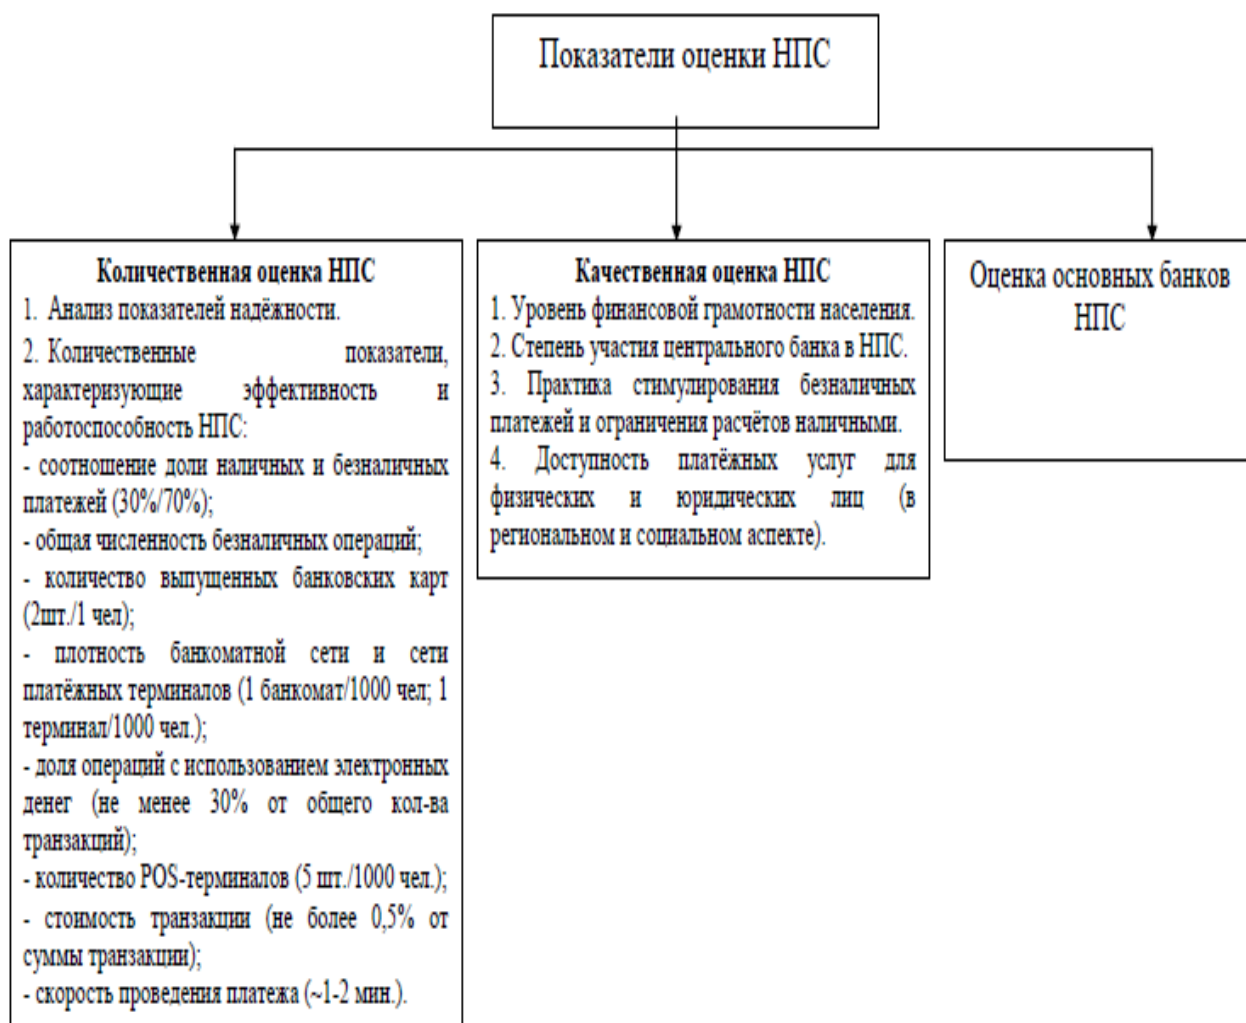 Показатели оценки НПС
Количественная оценка НПС
1. Анализ показателей надёжности.
2. Количественные показатели,
характеризующие эффективность и
работоспособность НПС:
- соотношение доли наличных и безналичных
платежей (30%/70%);
- общая численность безналичных операций;
- количество выпущенных банковских карт
(2шт./1 чел);
- плотность банкоматной сети и сети
платёжных терминалов (1 банкомат/1000 чел; 1
терминал/1000 чел.);
- доля операций с использованием электронных
денег (не менее 30% от общего кол-ва
транзакций);
- количество POS-терминалов (5 шт./1000 чел.);
- стоимость транзакции (не более 0,5% от
суммы транзакции);
- скорость проведения платежа (~1-2 мин.).
Качественная оценка НПС
1. Уровень финансовой грамотности населения.
2. Степень участия центрального банка в НПС.
3. Практика стимулирования безналичных
платежей и ограничения расчётов наличными.
4. Доступность платёжных услуг для
физических и юридических лиц (в
региональном и социальном аспекте).
Оценка основных банков
НПС